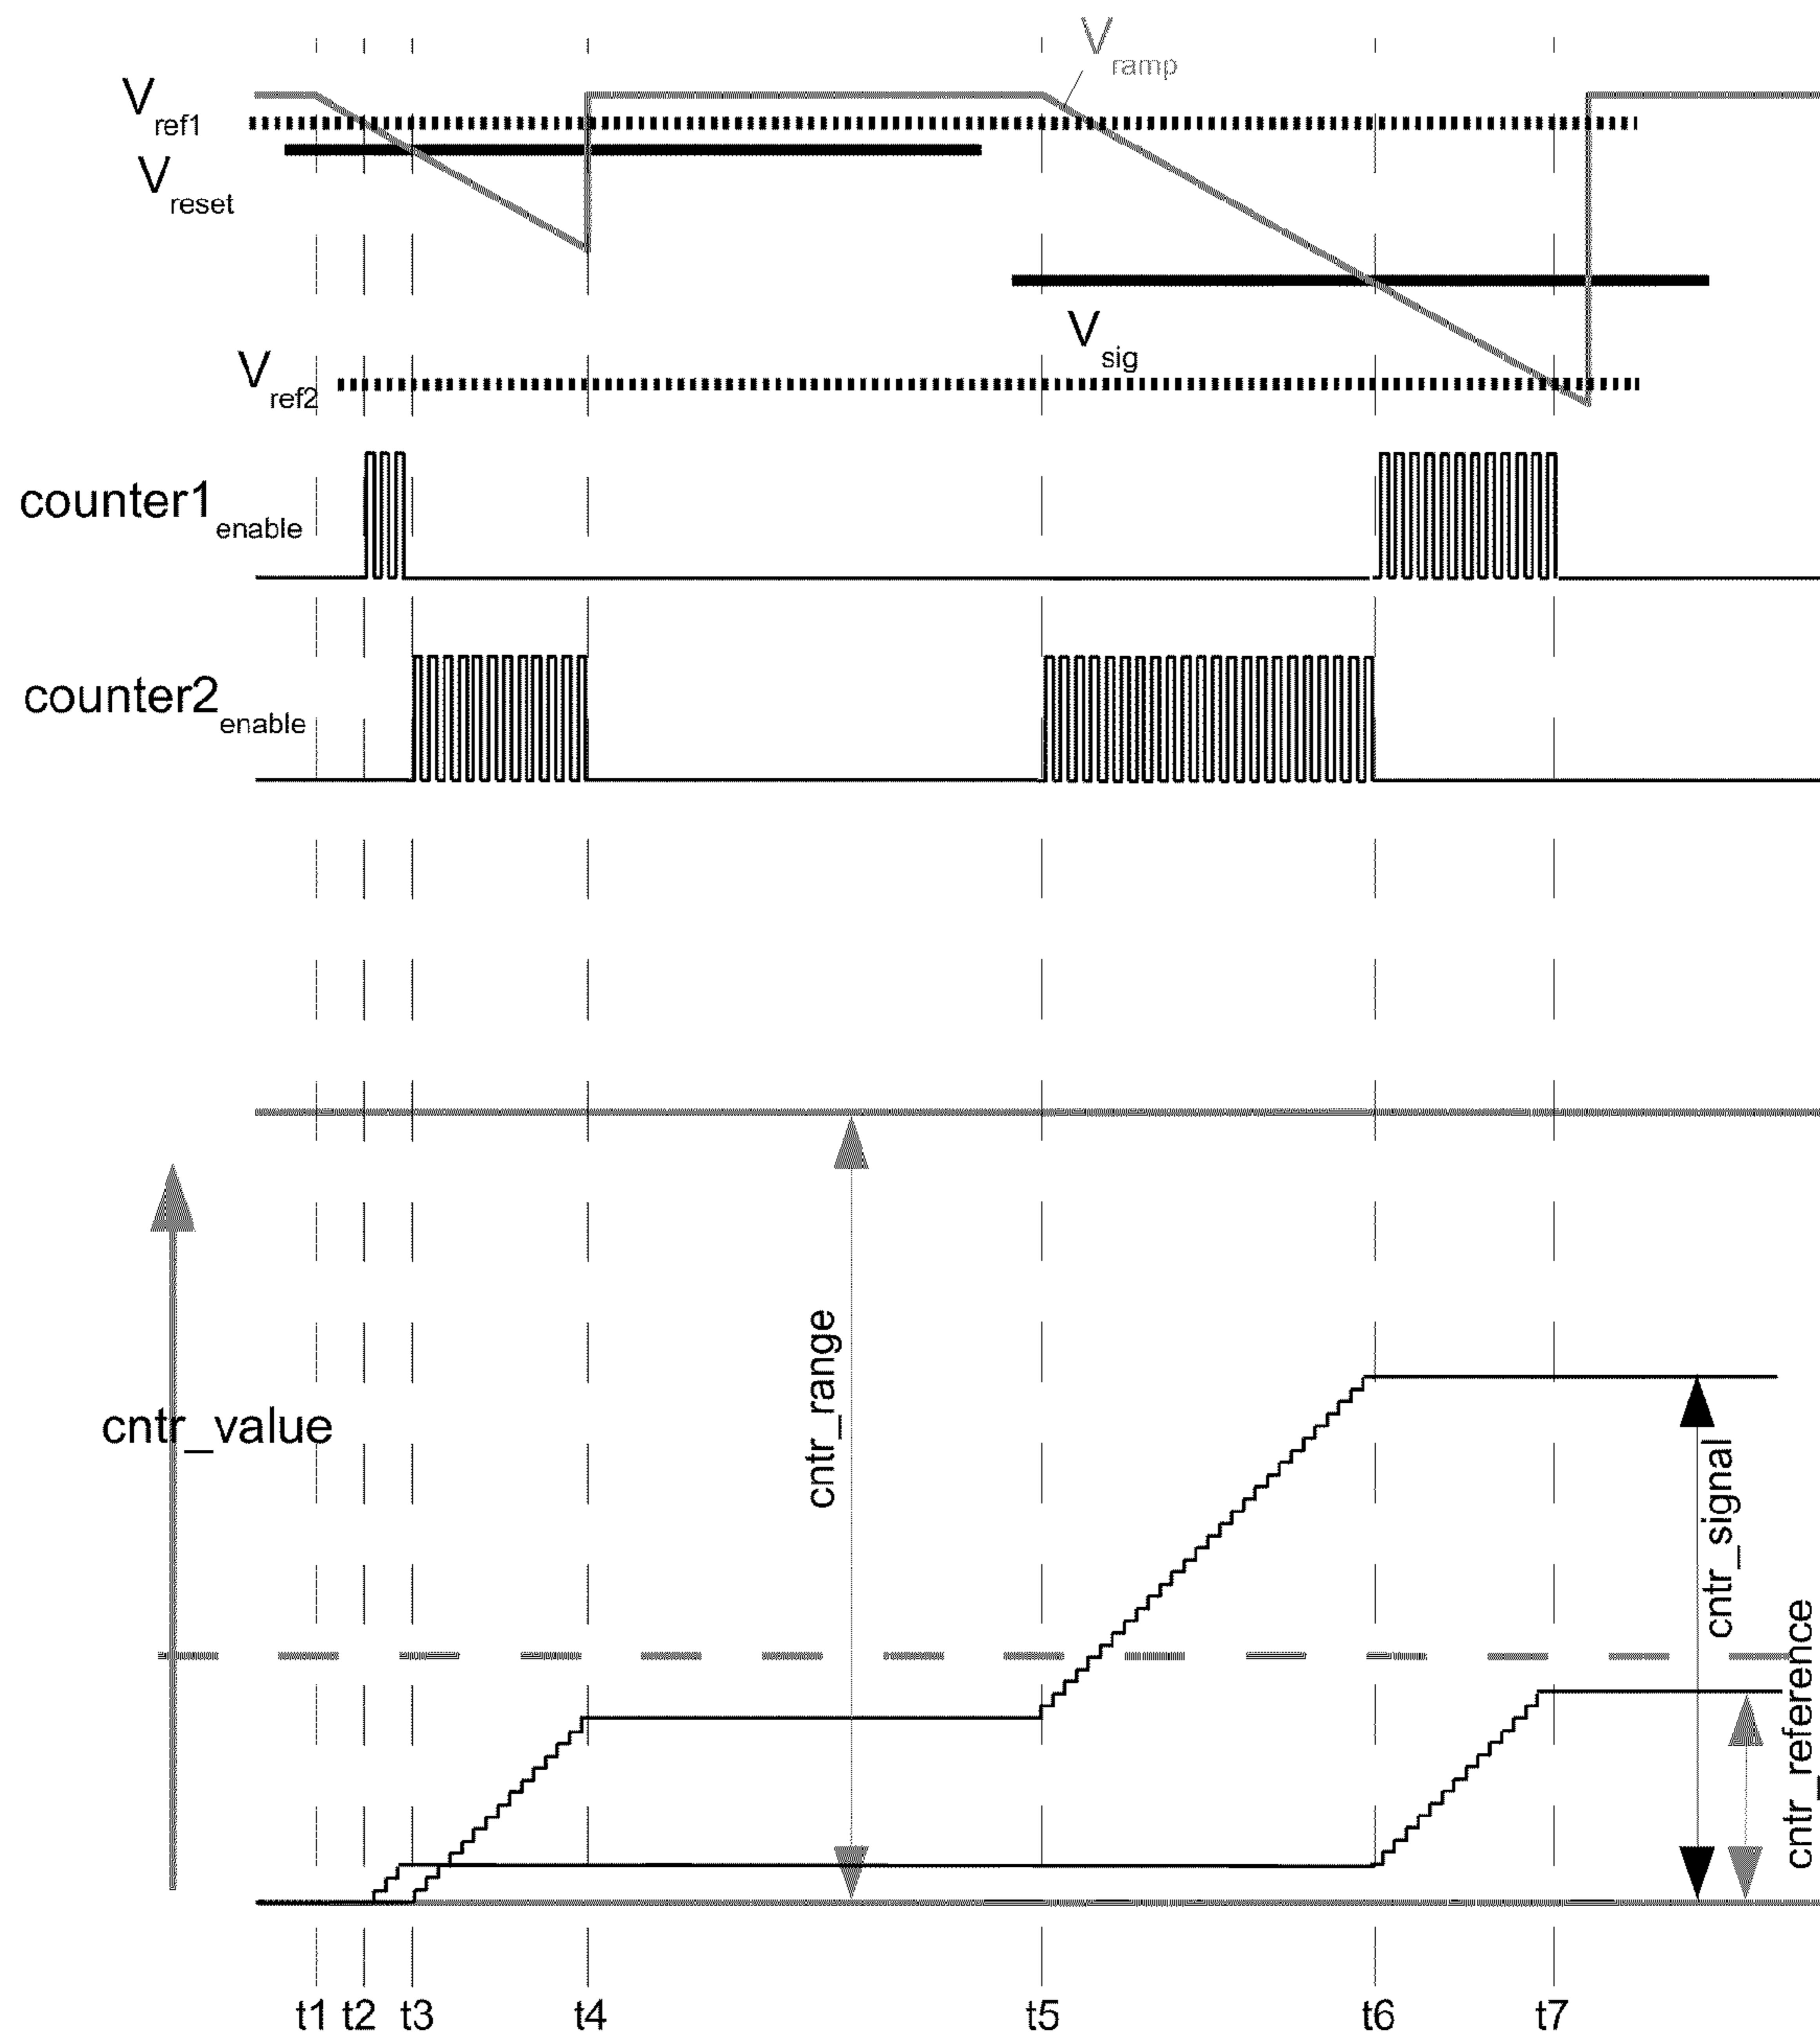 Vramp
Vref1
Vreset
Vsig
Vref2
counter1enable
counter2enable
cntr_range
cntr_value
cntr_signal
cntr_reference
t1 t2 t3 t4 t5 t6 t7